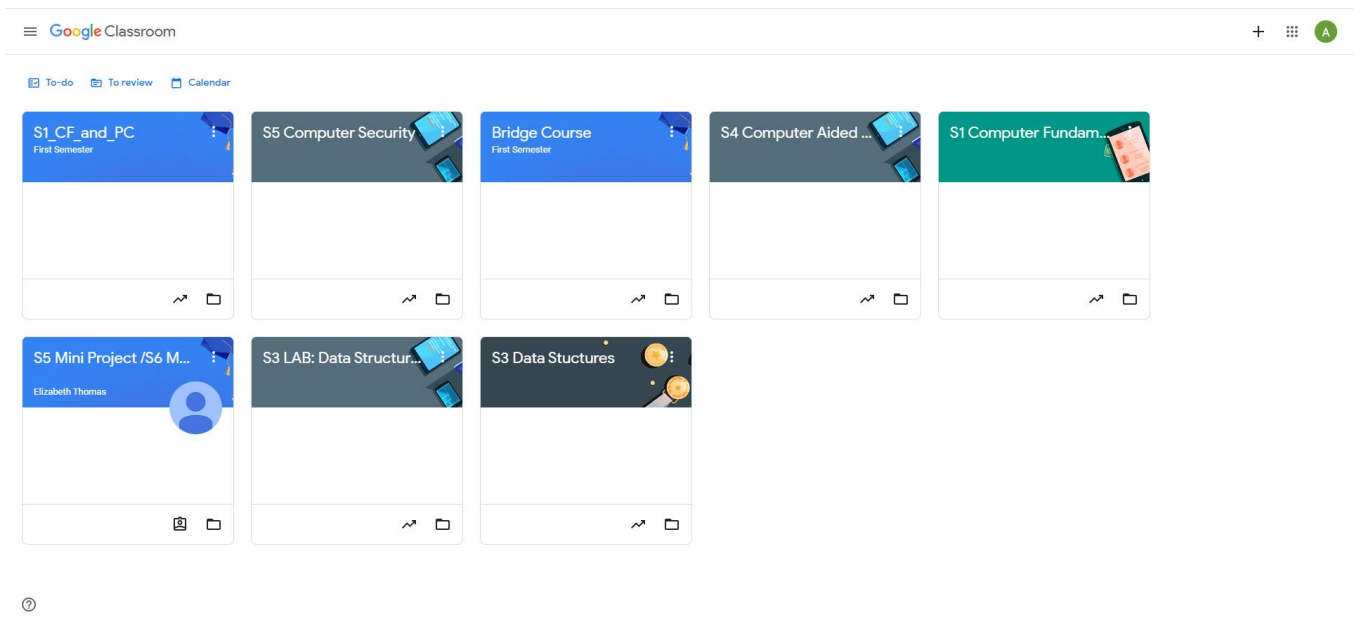 Google Classroom
A
To-do To review Calendar
S1_CF_and_PC
First Semester
S5 Computer Security
Bridge Course
First Semester
S4 Computer Aided ...
S1 Computer Fundam...
S5 Mini Project /S6 M...
Elizabeth Thomas
S3 LAB: Data Structur...
S3 Data Stuctures